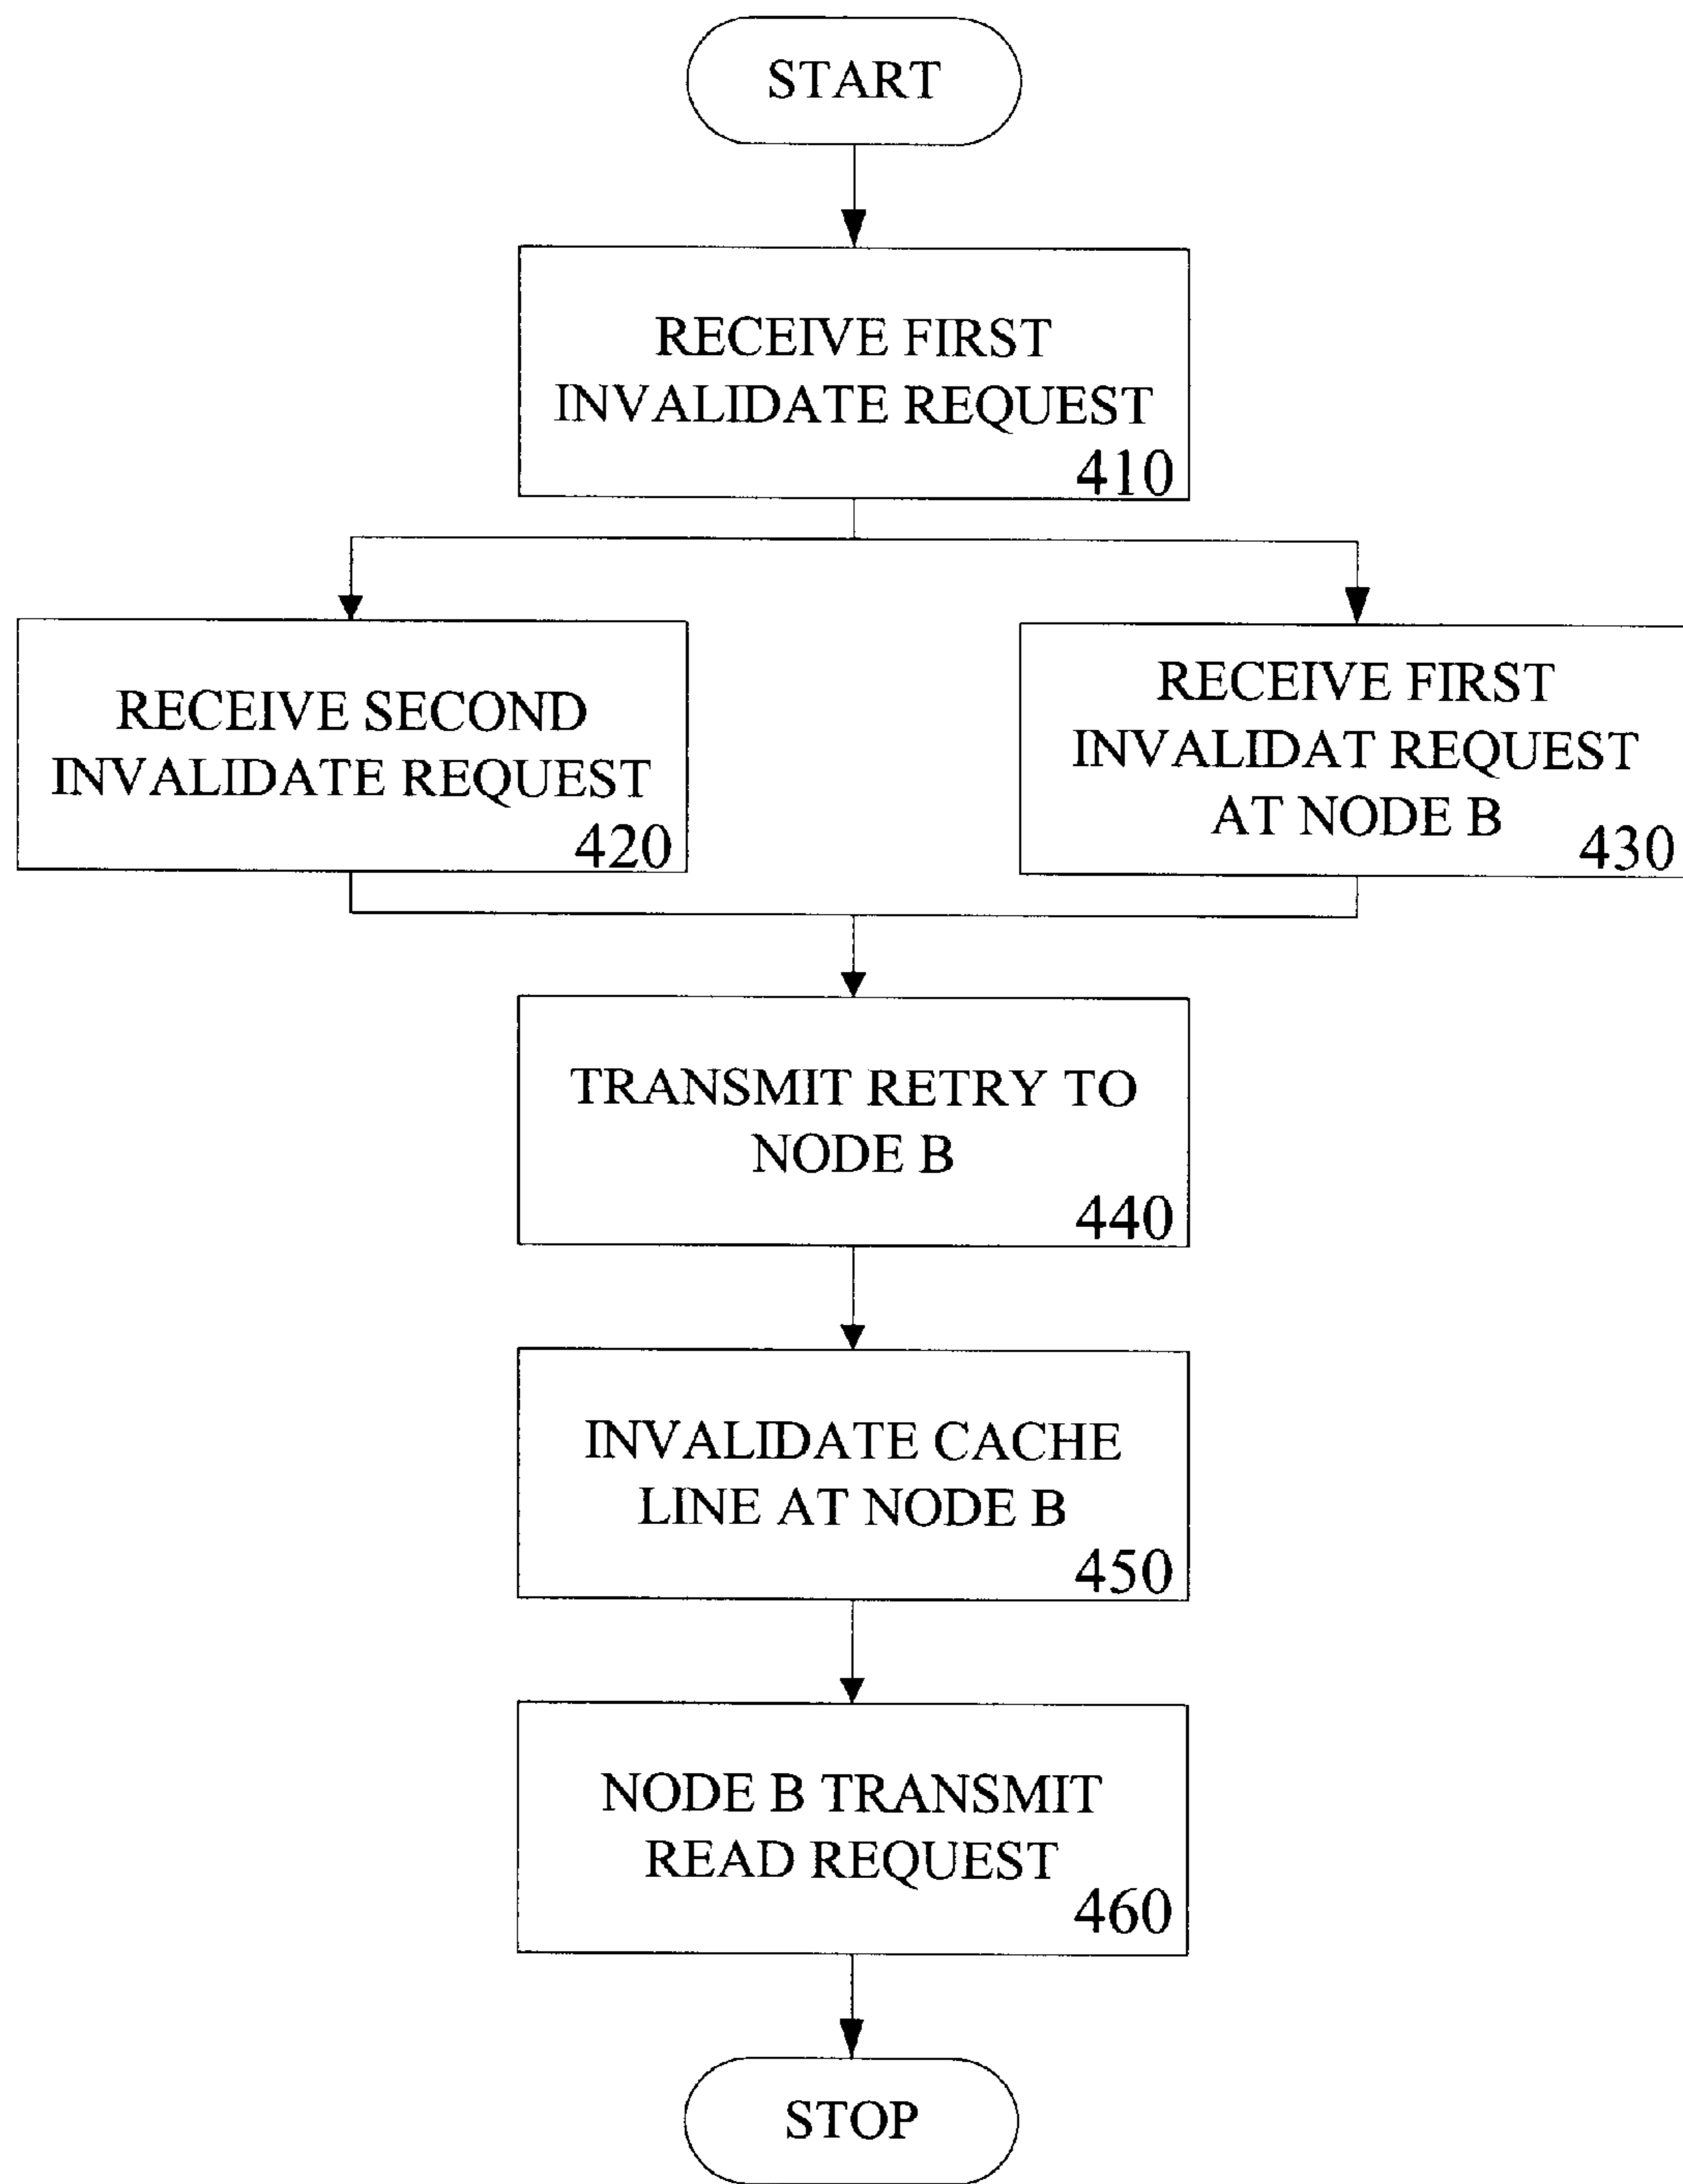 START
RECEIVE FIRST
INVALIDATE REQUEST
410
RECEIVE SECOND
INVALIDATE REQUEST
420
RECEIVE FIRST
INVALIDAT REQUEST
AT NODE B
430
TRANSMIT RETRY TO
NODE B
440
INVALIDATE CACHE
LINE AT NODE B
450
NODE B TRANSMIT
READ REQUEST
460
STOP